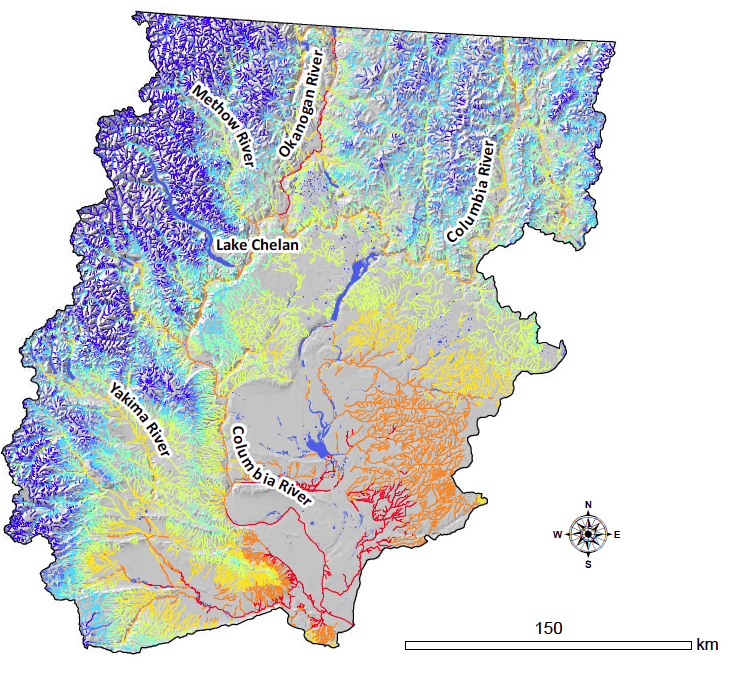 Methow River
Okanogan River
Columbia River
Lake Chelan
Yakima River
Columbia River
N
W E
S
150
km